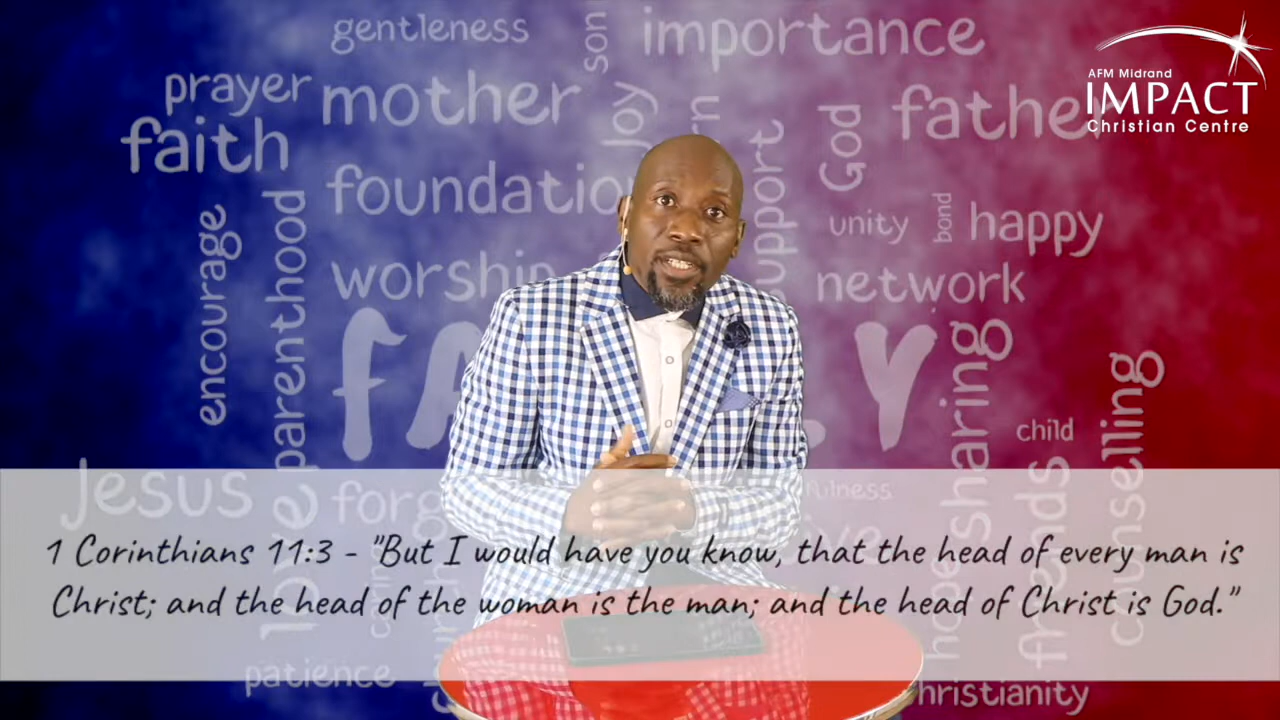 gentleness
son
importance
AFM Midrand
IMPACT
Christian Centre
prayer
mother
joy
God
faith
foundatio
support
unity
bond
happy
encourage
parenthood
worship
network
sharing
child
counselling
Jesus
love
friends
hope
1 Corinthians 11:3 - "But I would have you know, that the head of every man is
Christ; and the head of the woman is the man; and the head of Christ is God."
patience
hristianity